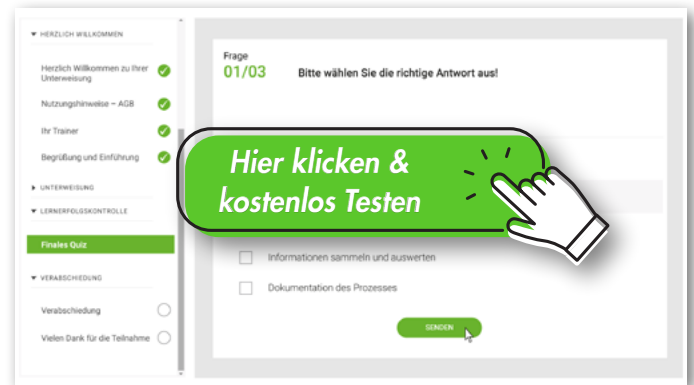 HERZLICH WILLKOMMEN
Herzlich Willkommen zu Ihrer
Unterweisung
Nutzungshinweise – AGB
Ihr Trainer
Begrüßung und Einführung
UNTERWEISUNG
LERNERFOLGSKONTROLLE
Finales Quiz
VERABSCHIEDUNG
Verabschiedung
Vielen Dank für die Teilnahme
Frage
01/03
Bitte wählen Sie die richtige Antwort aus!
Hier klicken &
kostenlos Testen
Informationen sammeln und auswerten
Dokumentation des Prozesses
SENDEN